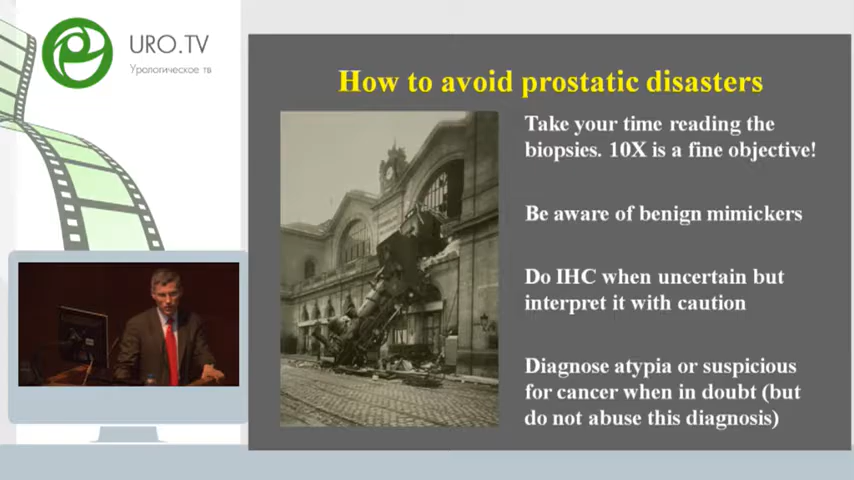 URO.TV
Урологическое тв
How to avoid prostatic disasters
Take your time reading the
biopsies. 10X is a fine objective!
Be aware of benign mimickers
Do IHC when uncertain but
interpret it with caution
Diagnose atypia or suspicious
for cancer when in doubt (but
do not abuse this diagnosis)